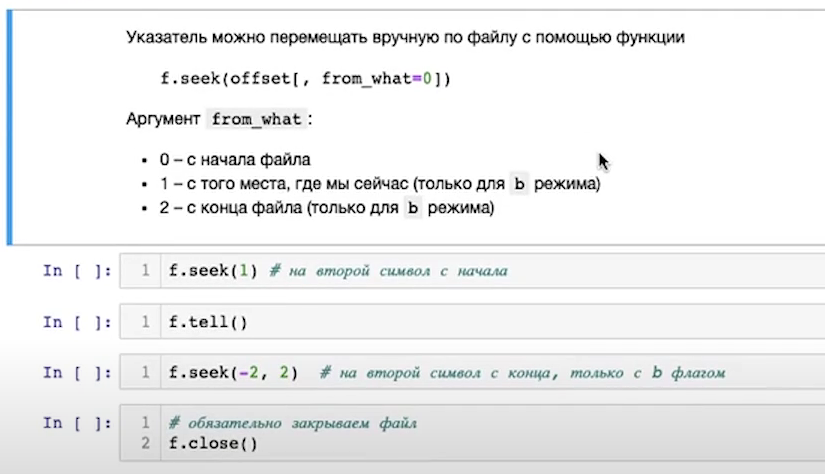 Указатель можно перемещать вручную по файлу с помощью функции
f.seek(offset[, from_what=0])
Аргумент from_what:
• 0 – с начала файла
• 1 – с того места, где мы сейчас (только для b режима)
• 2 – с конца файла (только для b режима)
In [ ]: 1 f.seek(1) # на второй символ с начала
In [ ]: 1 f.tell()
In [ ]: 1 f.seek(-2, 2) # на второй символ с конца, только с b флагом
In [ ]: 1 # обязательно закрываем файл
2 f.close()